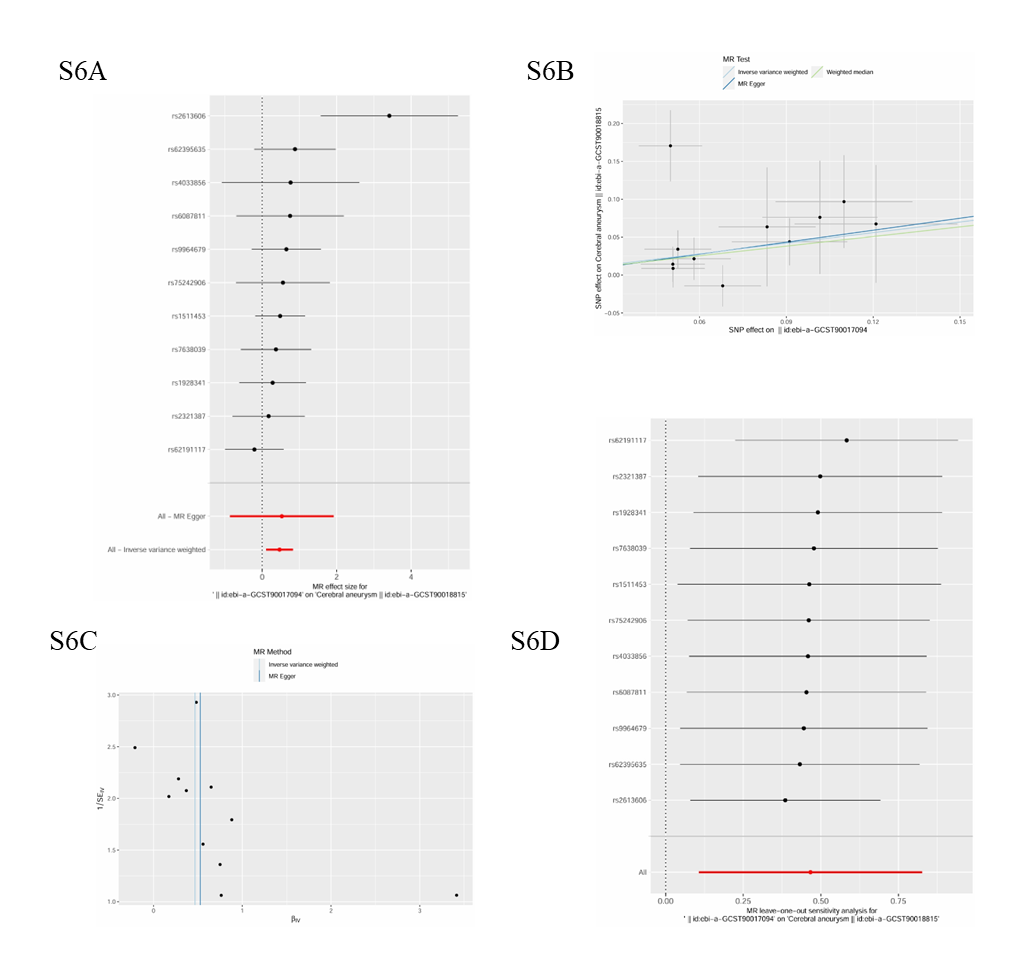 S6A
rs2613606
rs62395635
rs4033856
rs6087811
rs9964679
rs75242906
rs1511453
rs7638039
rs1928341
rs2321387
rs62191117
All − MR Egger
All − Inverse variance weighted
0 2 4
MR effect size for
' || id:ebi−a−GCST90017094' on 'Cerebral aneurysm || id:ebi−a−GCST90018815'
S6B
MR Test
Inverse variance weighted Weighted median
MR Egger
SNP effect on Cerebral aneurysm || id:ebi−a−GCST90018815
0.20
0.15
0.10
0.05
0.00
−0.05
0.06 0.09 0.12 0.15
SNP effect on || id:ebi−a−GCST90017094
S6C
MR Method
Inverse variance weighted
MR Egger
1/SEIV
3.0
2.5
2.0
1.5
1.0
0 1 2 3
βIV
S6D
rs62191117
rs2321387
rs1928341
rs7638039
rs1511453
rs75242906
rs4033856
rs6087811
rs9964679
rs62395635
rs2613606
All
0.00 0.25 0.50 0.75
MR leave−one−out sensitivity analysis for
' || id:ebi−a−GCST90017094' on 'Cerebral aneurysm || id:ebi−a−GCST90018815'